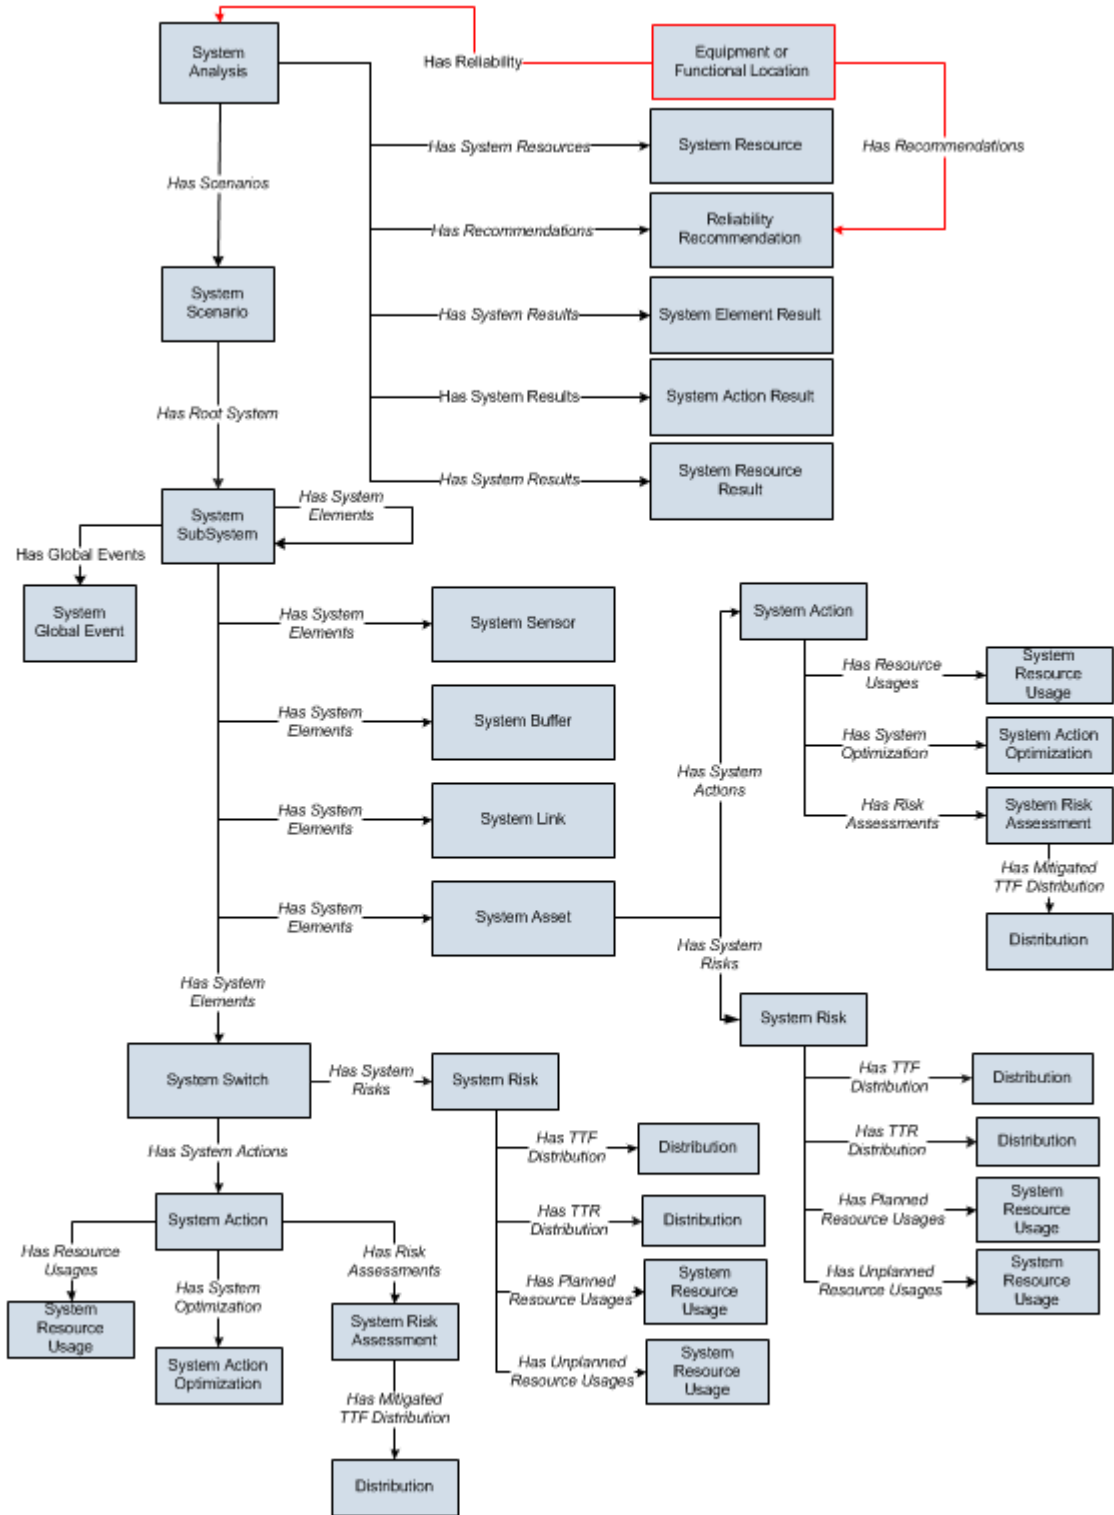 System
Analysis
Has Reliability
Equipment or
Functional Location
Has System Resources
System Resource
Has Recommendations
Has Scenarios
Has Recommendations
Reliability
Recommendation
System
Scenario
Has System Results
System Element Result
Has System Results
System Action Result
Has Root System
Has System Results
System Resource
Result
System
SubSystem
Has System
Elements
Has Global Events
System
Global Event
Has System
Elements
System Sensor
System Action
Has Resource
Usages
System
Resource
Usage
Has System
Elements
System Buffer
Has System
Optimization
System Action
Optimization
Has System
Actions
Has System
Elements
System Link
Has Risk
Assessments
System Risk
Assessment
Has Mitigated
TTF Distribution
Distribution
Has System
Elements
System Asset
Has System
Risks
Has System
Elements
System Risk
System Switch
Has System
Risks
System Risk
Has TTF
Distribution
Distribution
Has TTR
Distribution
Distribution
Has Planned
Resource Usages
System
Resource
Usage
Has Unplanned
Resource Usages
System
Resource
Usage
Has System Actions
Has TTF
Distribution
Distribution
System Action
Has TTR
Distribution
Distribution
Has Resource
Usages
System
Resource
Usage
Has System
Optimization
System Action
Optimization
Has Risk
Assessments
System Risk
Assessment
Has Planned
Resource Usages
System
Resource
Usage
Has Unplanned
Resource Usages
System
Resource
Usage
Has Mitigated
TTF Distribution
Distribution